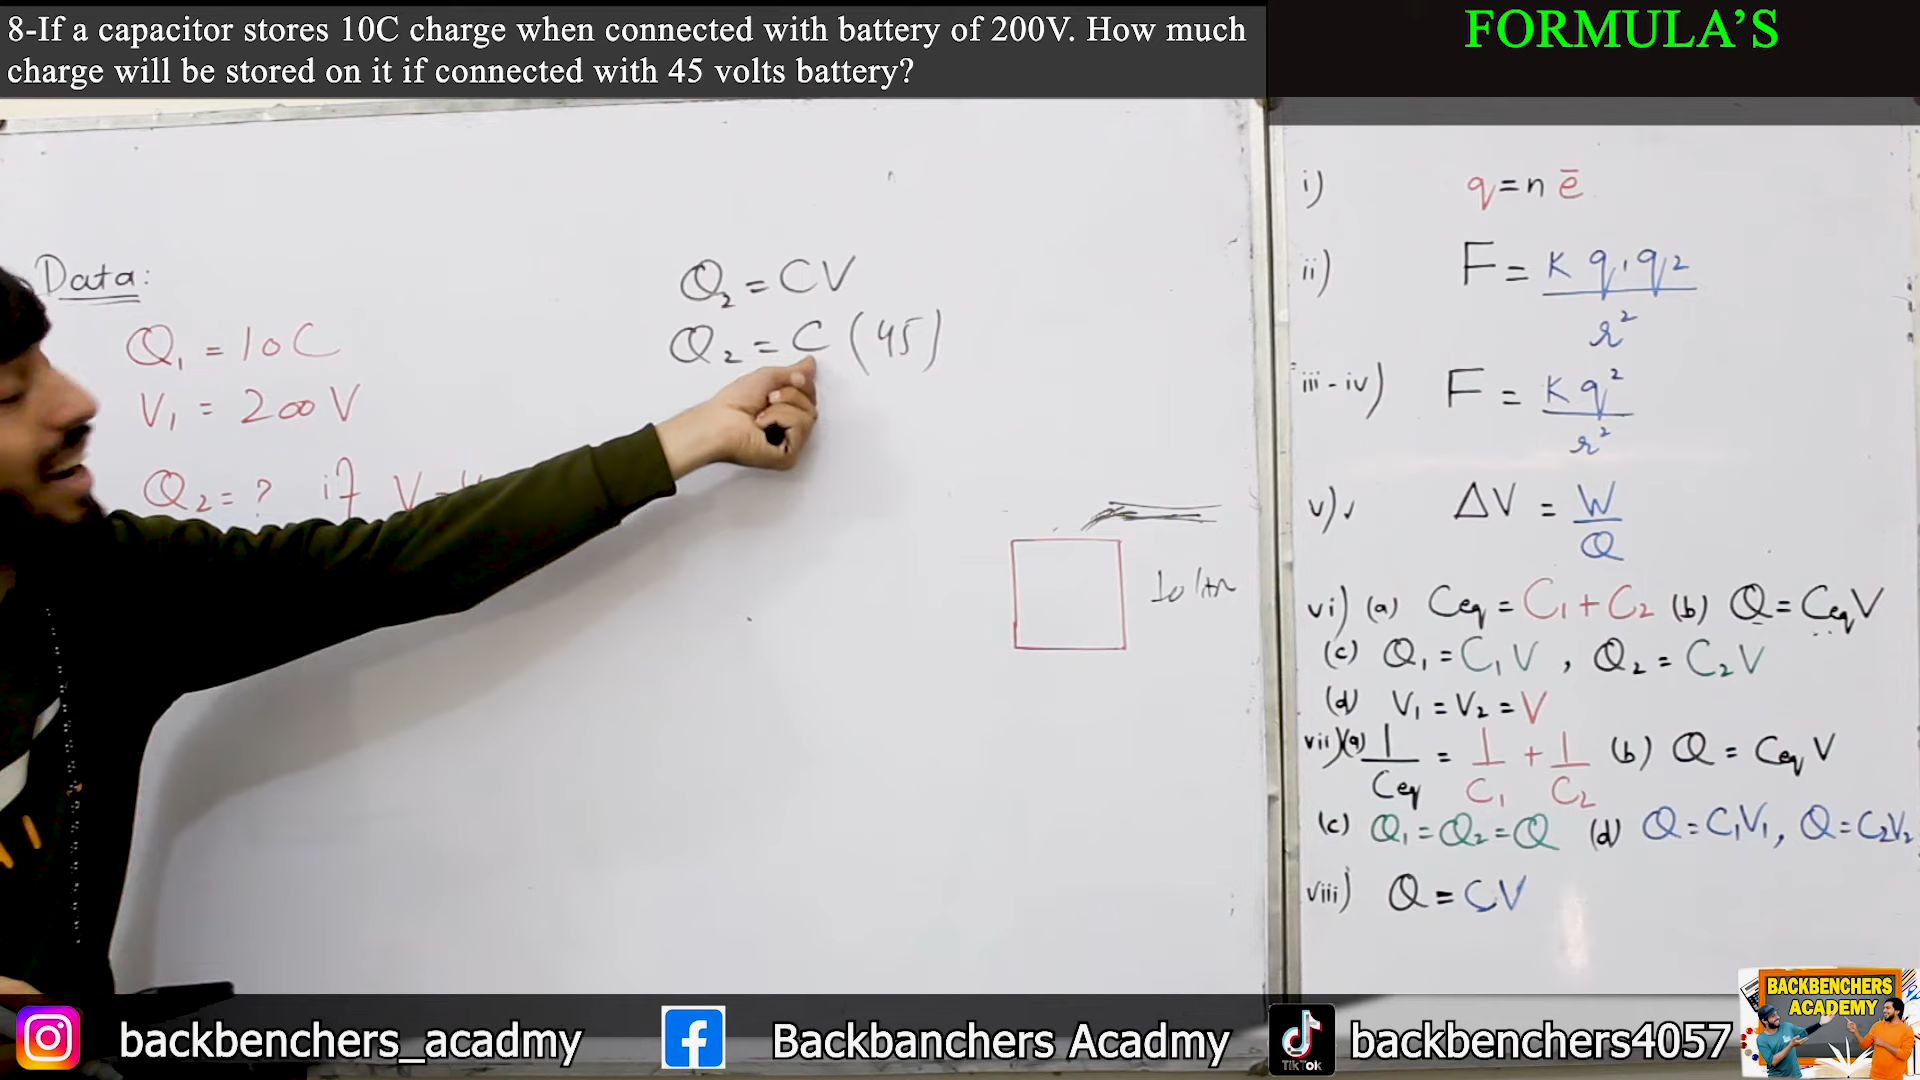 8-If a capacitor stores 10C charge when connected with battery of 200V. How much
charge will be stored on it if connected with 45 volts battery?
FORMULA'S
Data:
Q₁ = 10C
V₁ = 200V
Q₂ = ? if V
Q₂ = CV
Q₂ = C (45)
i) q = n ē
ii) F = K q₁q₂ / r²
iii-iv) F = K q² / r²
v)✓ ΔV = W / Q
vi) (a) Ceq = C₁ + C₂ (b) Q = Ceq V
(c) Q₁ = C₁V , Q₂ = C₂V
(d) V₁ = V₂ = V
vii)(a) 1/Ceq = 1/C₁ + 1/C₂ (b) Q = Ceq V
(c) Q₁ = Q₂ = Q (d) Q = C₁V₁, Q = C₂V₂
viii) Q = CV
BACKBENCHERS
ACADEMY
backbenchers_acadmy
Backbanchers Acadmy
TikTok
backbenchers4057